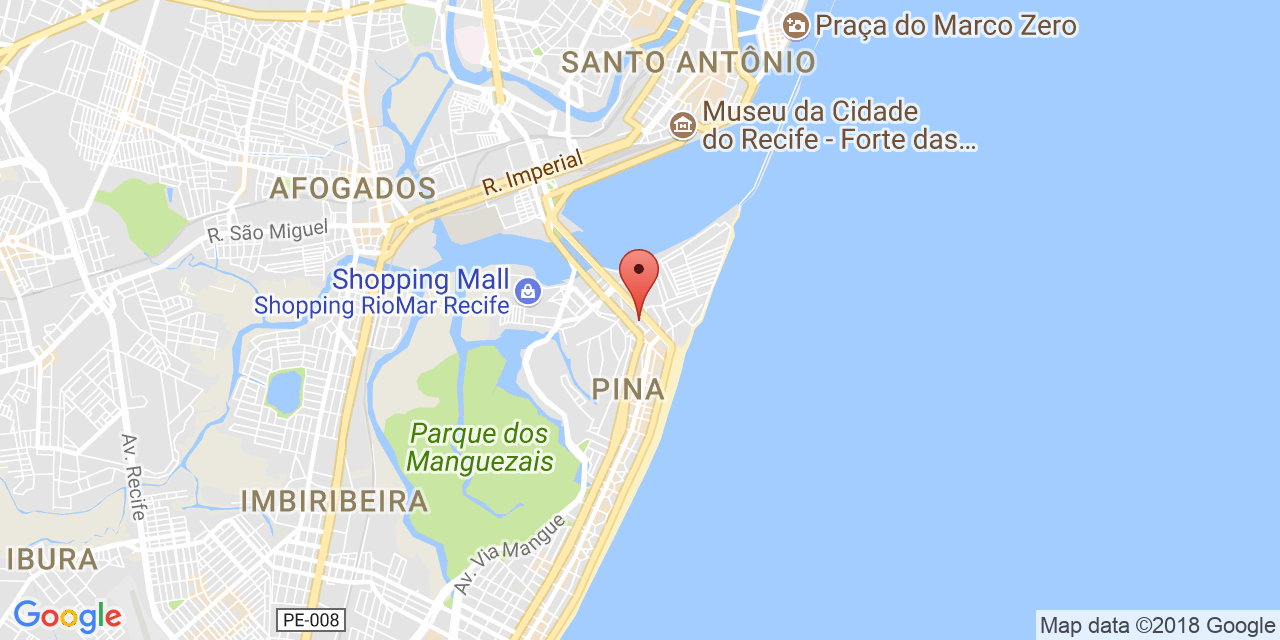 Praça do Marco Zero
SANTO ANTÔNIO
Museu da Cidade
do Recife - Forte das...
R. Imperial
AFOGADOS
R. São Miguel
Shopping Mall
Shopping RioMar Recife
PINA
Parque dos
Manguezais
Av. Recife
IMBIRIBEIRA
Av. Via Mangue
IBURA
PE-008
Google
Map data ©2018 Google